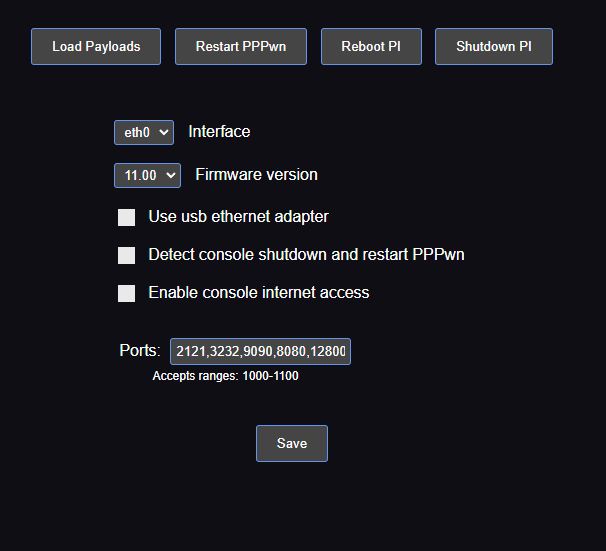 Load Payloads Restart PPPwn Reboot PI Shutdown PI
eth0 Interface
11.00 Firmware version
Use usb ethernet adapter
Detect console shutdown and restart PPPwn
Enable console internet access
Ports: 2121,3232,9090,8080,12800
Accepts ranges: 1000-1100
Save